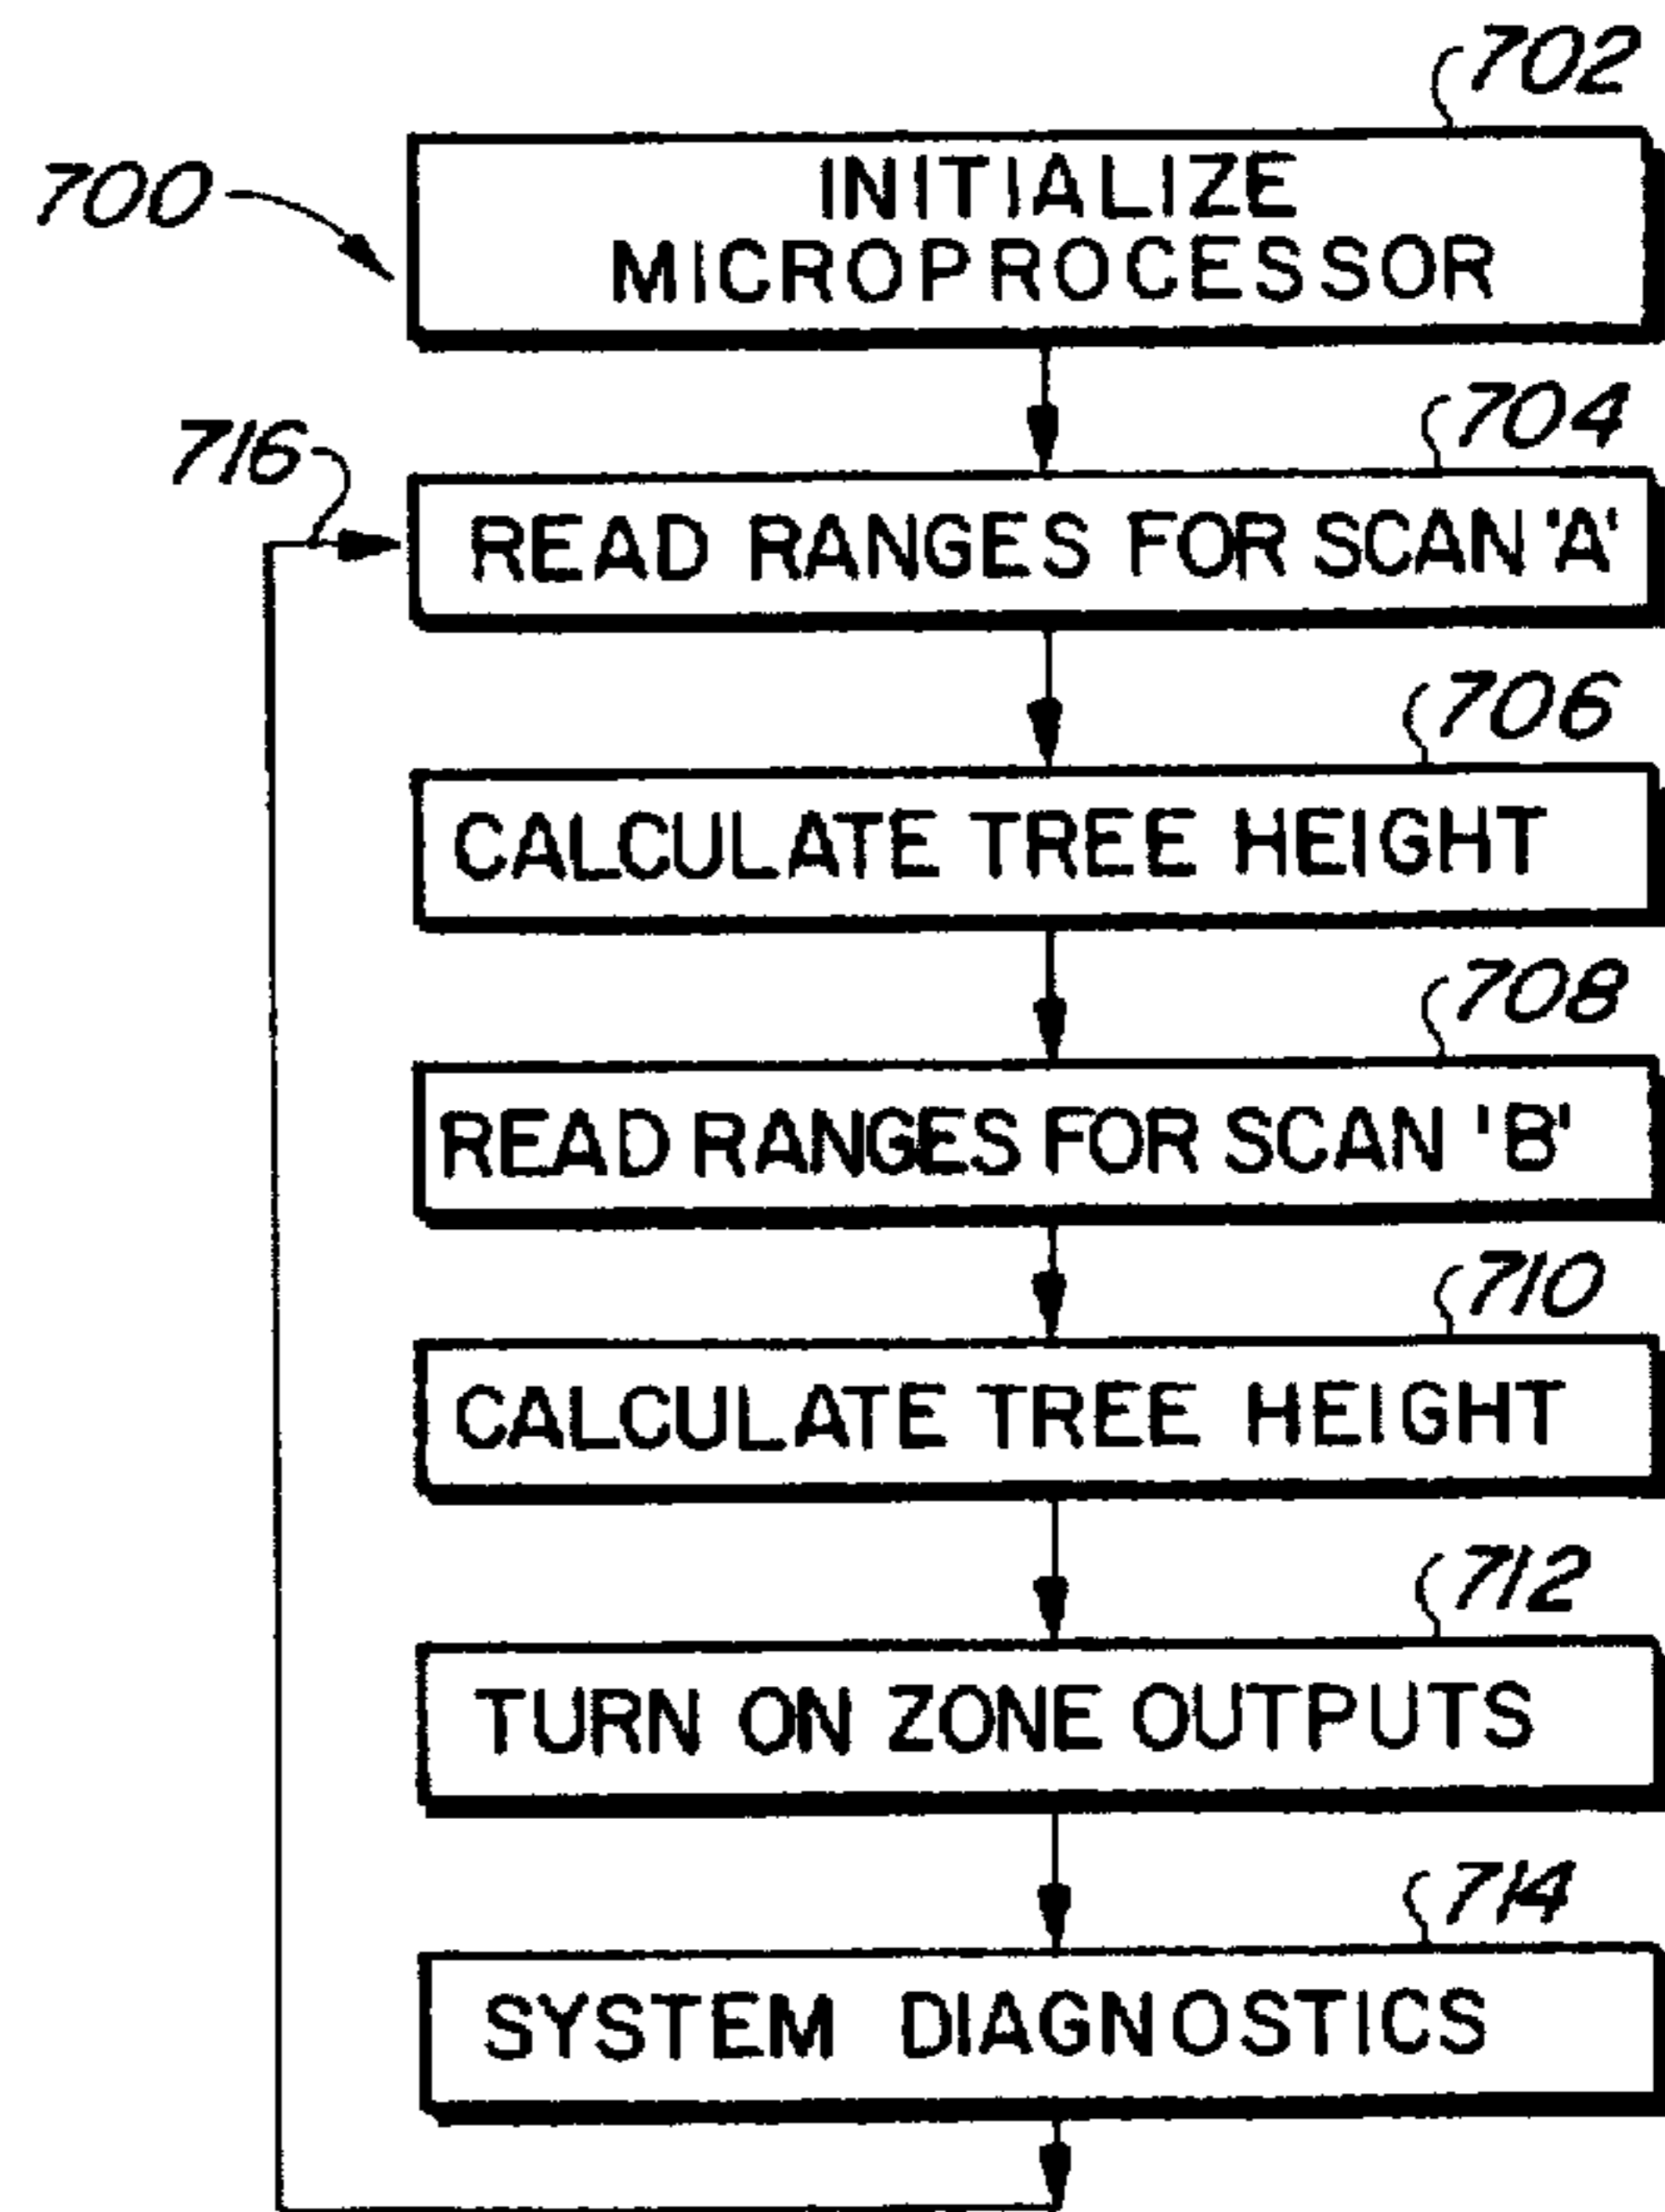 702
700
INITIALIZE
MICROPROCESSOR
704
716
READ RANGES FOR SCAN 'A'
706
CALCULATE TREE HEIGHT
708
READ RANGES FOR SCAN 'B'
710
CALCULATE TREE HEIGHT
712
TURN ON ZONE OUTPUTS
714
SYSTEM DIAGNOSTICS